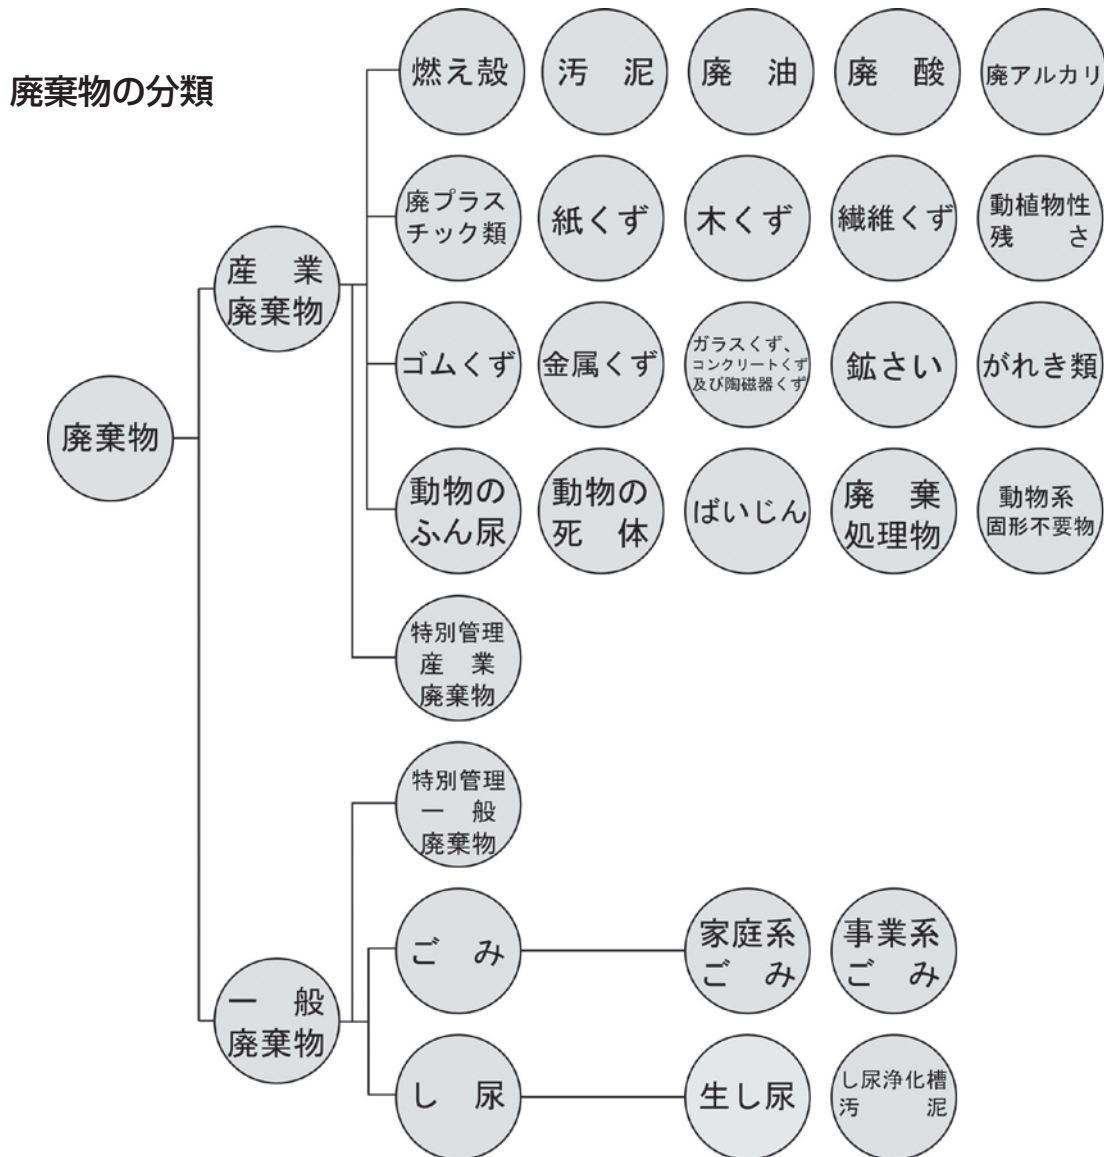 廃棄物の分類
燃え殻
汚泥
廃油
廃酸
廃アルカリ
廃プラス
チック類
紙くず
木くず
繊維くず
動植物性
残さ
産業
廃棄物
ゴムくず
金属くず
ガラスくず、
コンクリートくず
及び陶磁器くず
鉱さい
がれき類
廃棄物
動物の
ふん尿
動物の
死体
ばいじん
廃棄
処理物
動物系
固形不要物
特別管理
産業
廃棄物
特別管理
一般
廃棄物
ごみ
家庭系
ごみ
事業系
ごみ
一般
廃棄物
し尿
生し尿
し尿浄化槽
汚泥